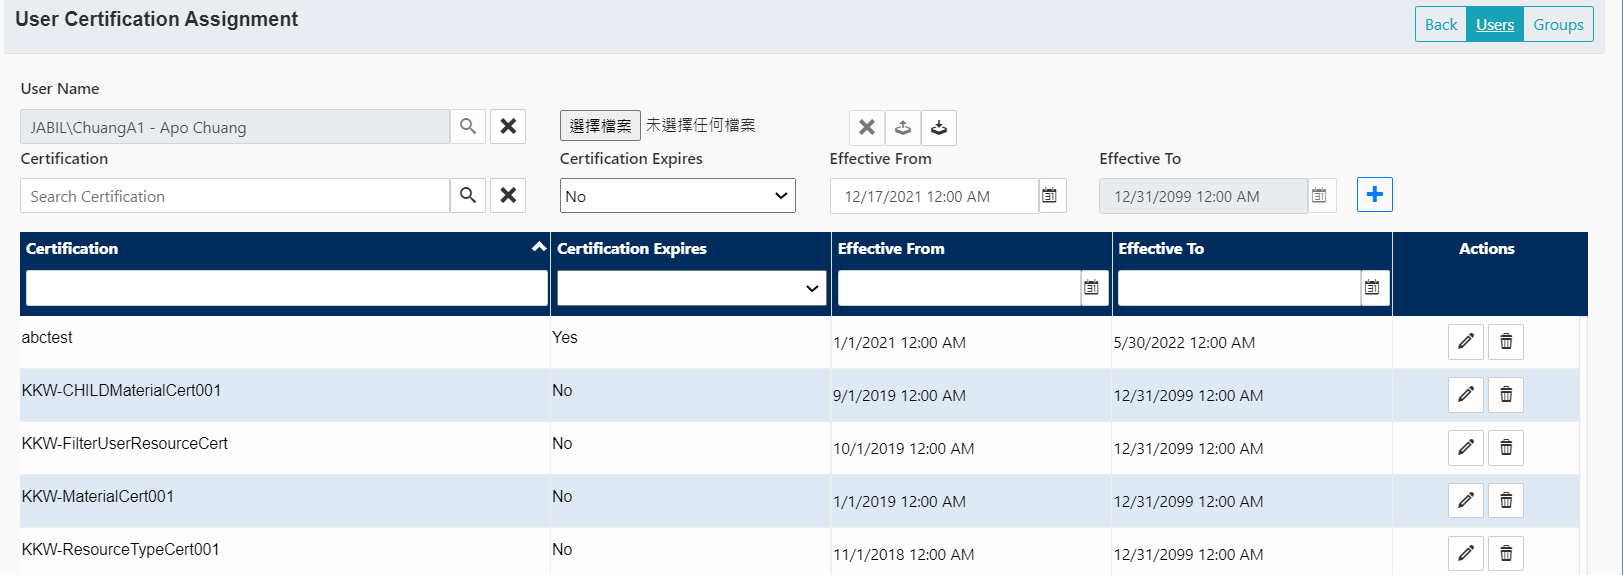 User Certification Assignment
Back Users Groups
User Name
JABIL\ChuangA1 - Apo Chuang 選擇檔案 未選擇任何檔案
Certification Certification Expires Effective From Effective To
Search Certification No 12/17/2021 12:00 AM 12/31/2099 12:00 AM
Certification Certification Expires Effective From Effective To Actions
abctest Yes 1/1/2021 12:00 AM 5/30/2022 12:00 AM
KKW-CHILDMaterialCert001 No 9/1/2019 12:00 AM 12/31/2099 12:00 AM
KKW-FilterUserResourceCert No 10/1/2019 12:00 AM 12/31/2099 12:00 AM
KKW-MaterialCert001 No 1/1/2019 12:00 AM 12/31/2099 12:00 AM
KKW-ResourceTypeCert001 No 11/1/2018 12:00 AM 12/31/2099 12:00 AM